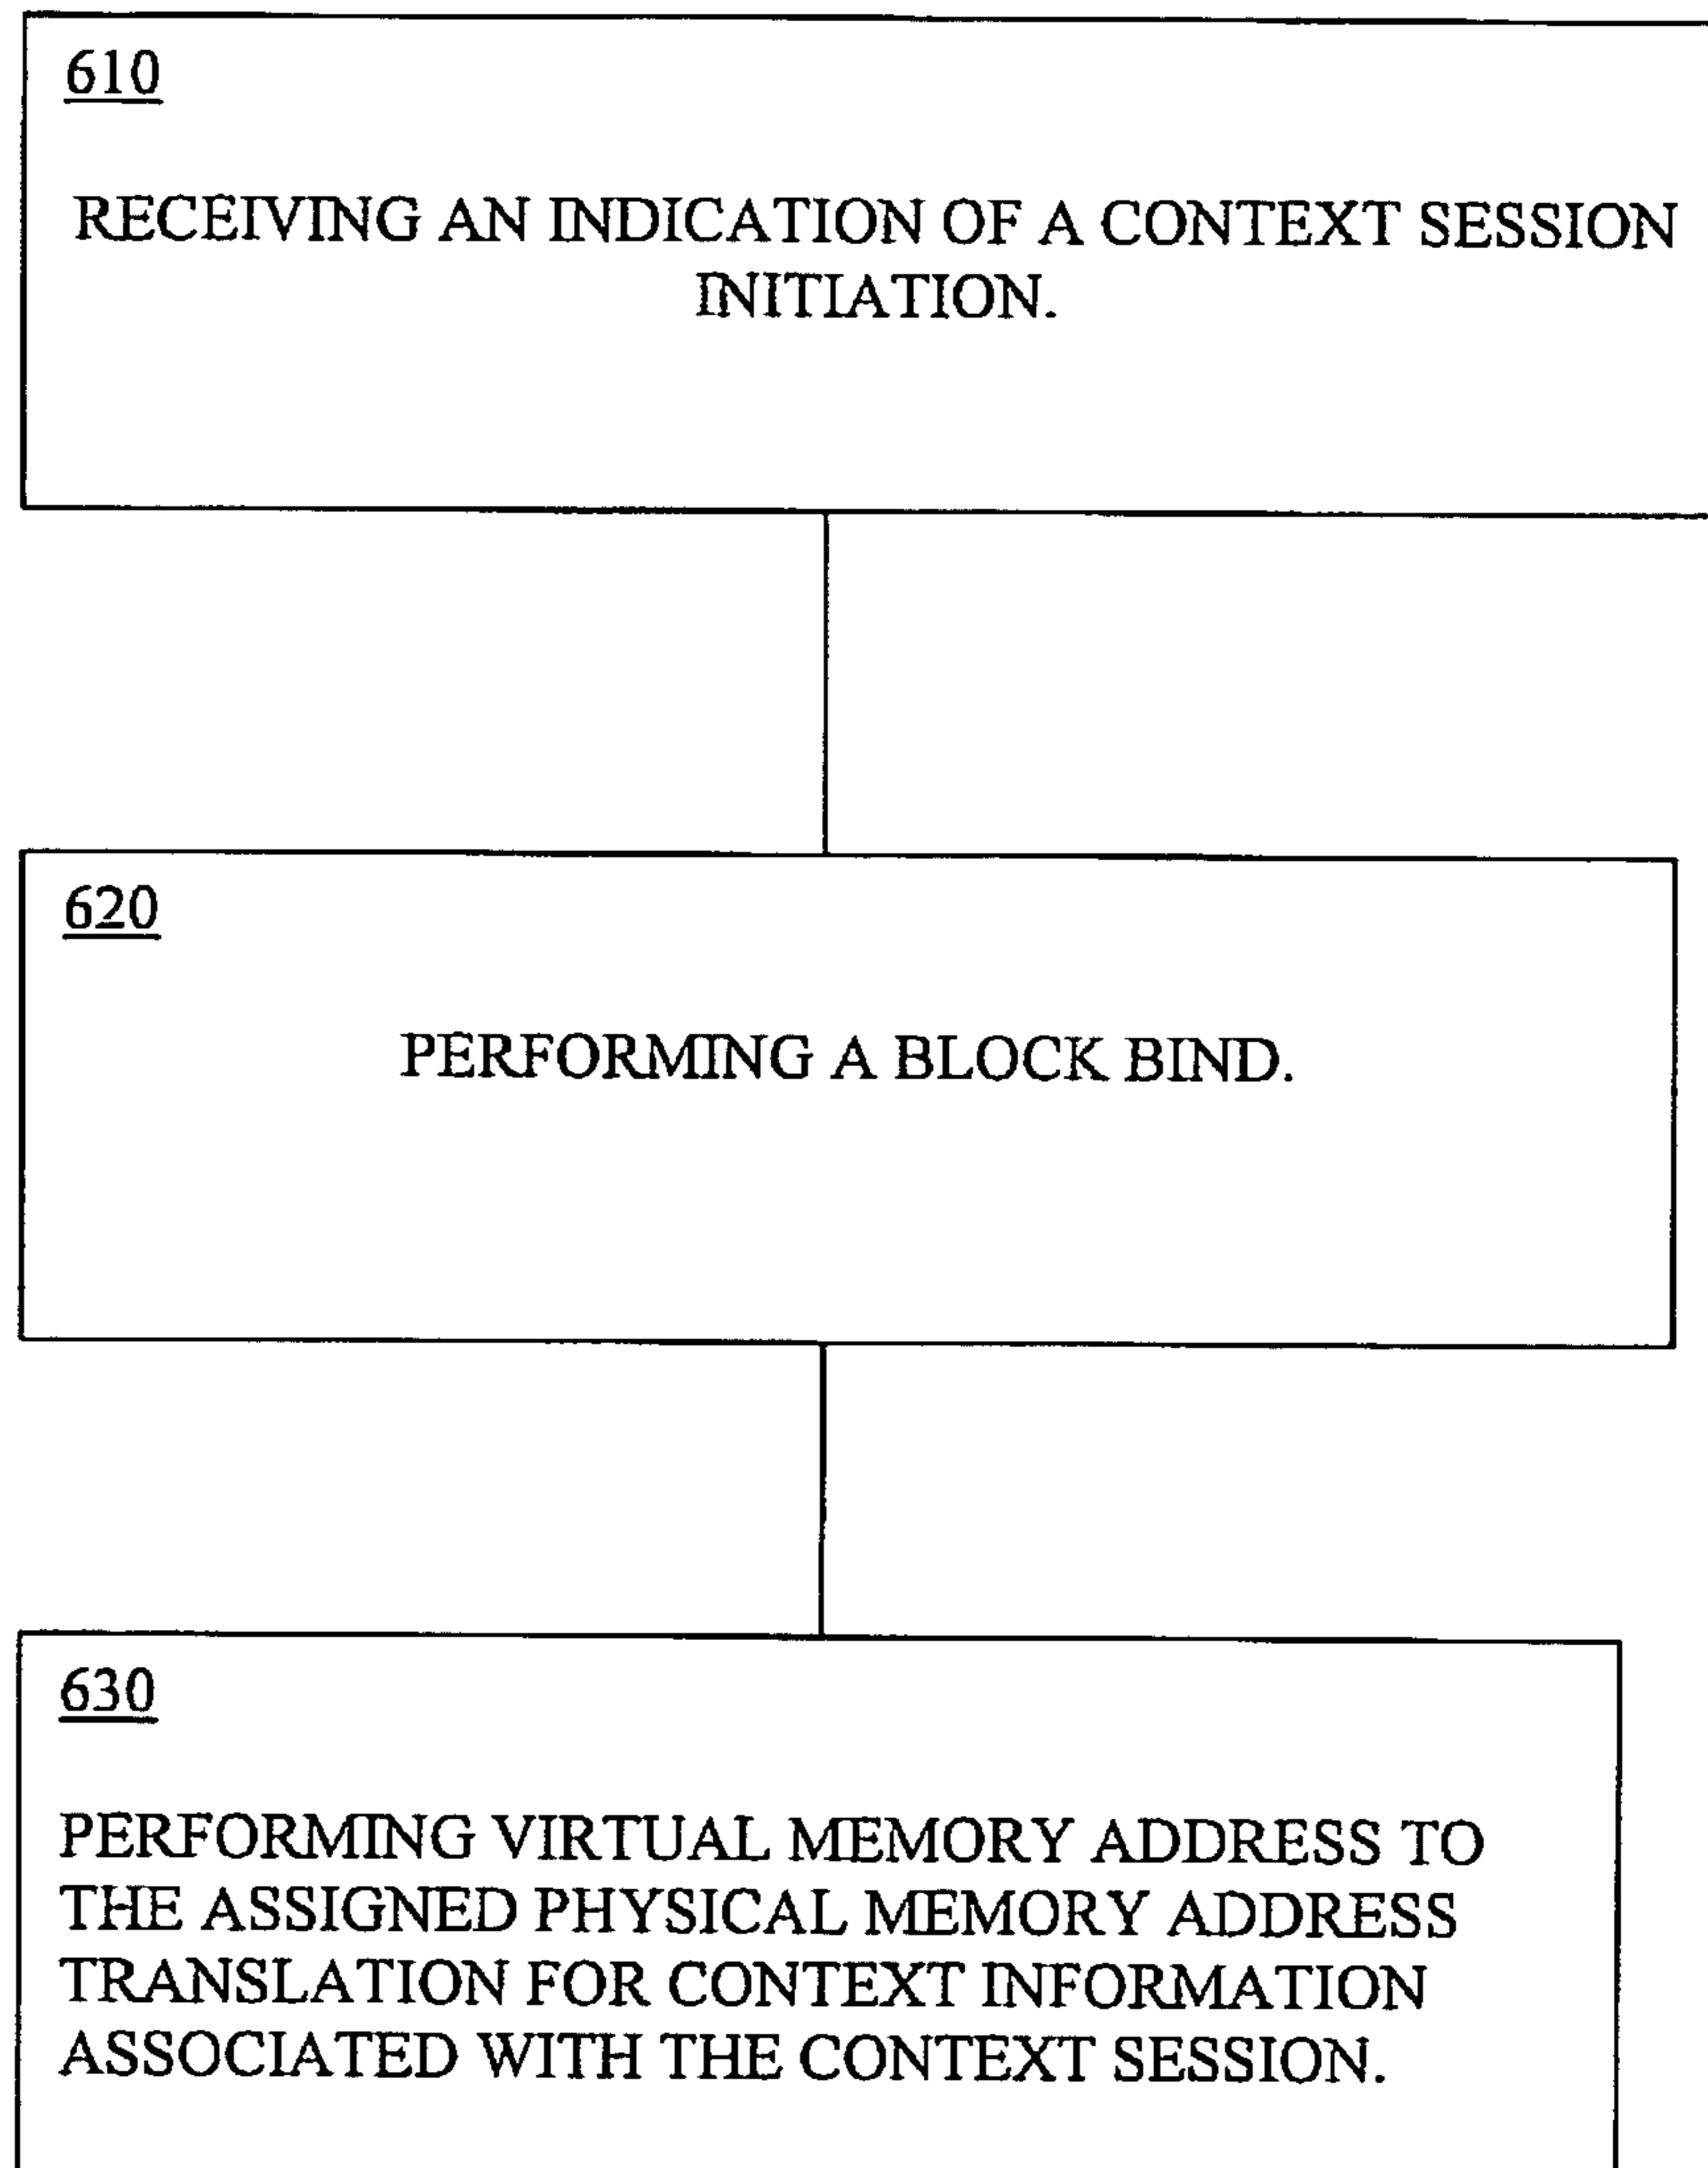 610
RECEIVING AN INDICATION OF A CONTEXT SESSION
INITIATION.
620
PERFORMING A BLOCK BIND.
630
PERFORMING VIRTUAL MEMORY ADDRESS TO
THE ASSIGNED PHYSICAL MEMORY ADDRESS
TRANSLATION FOR CONTEXT INFORMATION
ASSOCIATED WITH THE CONTEXT SESSION.